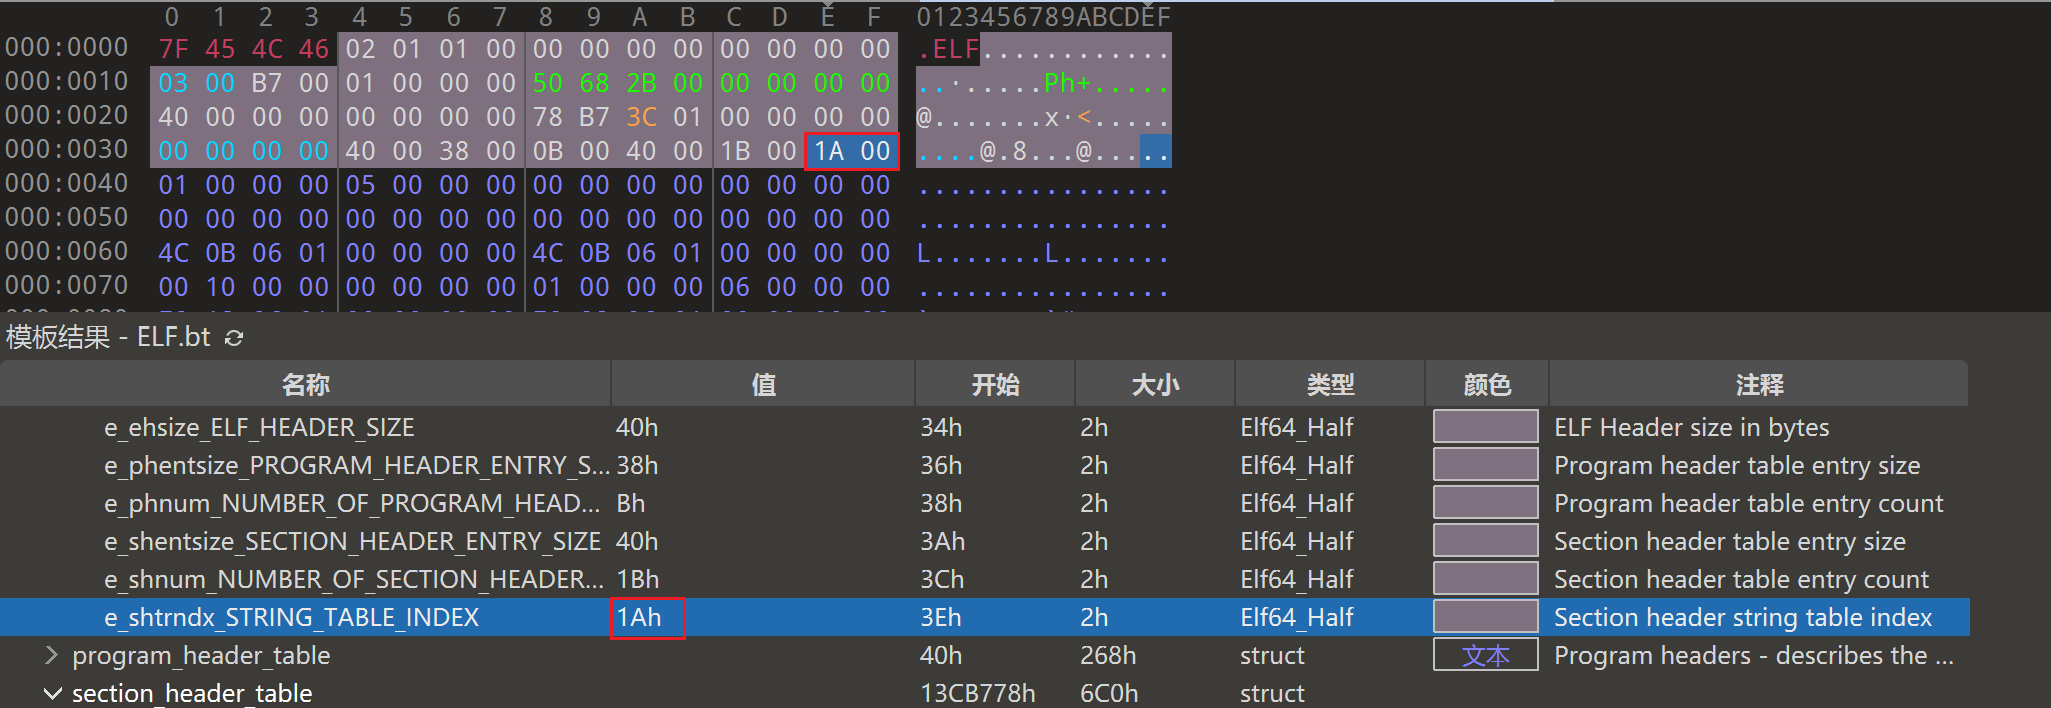 0 1 2 3 4 5 6 7 8 9 A B C D E F 0123456789ABCDEF
000:0000 7F 45 4C 46 02 01 01 00 00 00 00 00 00 00 00 00 .ELF............
000:0010 03 00 B7 00 01 00 00 00 50 68 2B 00 00 00 00 00 ..·.....Ph+.....
000:0020 40 00 00 00 00 00 00 00 78 B7 3C 01 00 00 00 00 @.......x·<.....
000:0030 00 00 00 00 40 00 38 00 0B 00 40 00 1B 00 1A 00 ....@.8...@.....
000:0040 01 00 00 00 05 00 00 00 00 00 00 00 00 00 00 00 ................
000:0050 00 00 00 00 00 00 00 00 00 00 00 00 00 00 00 00 ................
000:0060 4C 0B 06 01 00 00 00 00 4C 0B 06 01 00 00 00 00 L.......L.......
000:0070 00 10 00 00 00 00 00 00 01 00 00 00 06 00 00 00 ................
模板结果 - ELF.bt
名称 值 开始 大小 类型 颜色 注释
e_ehsize_ELF_HEADER_SIZE 40h 34h 2h Elf64_Half ELF Header size in bytes
e_phentsize_PROGRAM_HEADER_ENTRY_S... 38h 36h 2h Elf64_Half Program header table entry size
e_phnum_NUMBER_OF_PROGRAM_HEAD... Bh 38h 2h Elf64_Half Program header table entry count
e_shentsize_SECTION_HEADER_ENTRY_SIZE 40h 3Ah 2h Elf64_Half Section header table entry size
e_shnum_NUMBER_OF_SECTION_HEADER... 1Bh 3Ch 2h Elf64_Half Section header table entry count
e_shtrndx_STRING_TABLE_INDEX 1Ah 3Eh 2h Elf64_Half Section header string table index
program_header_table 40h 268h struct 文本 Program headers - describes the ...
section_header_table 13CB778h 6C0h struct